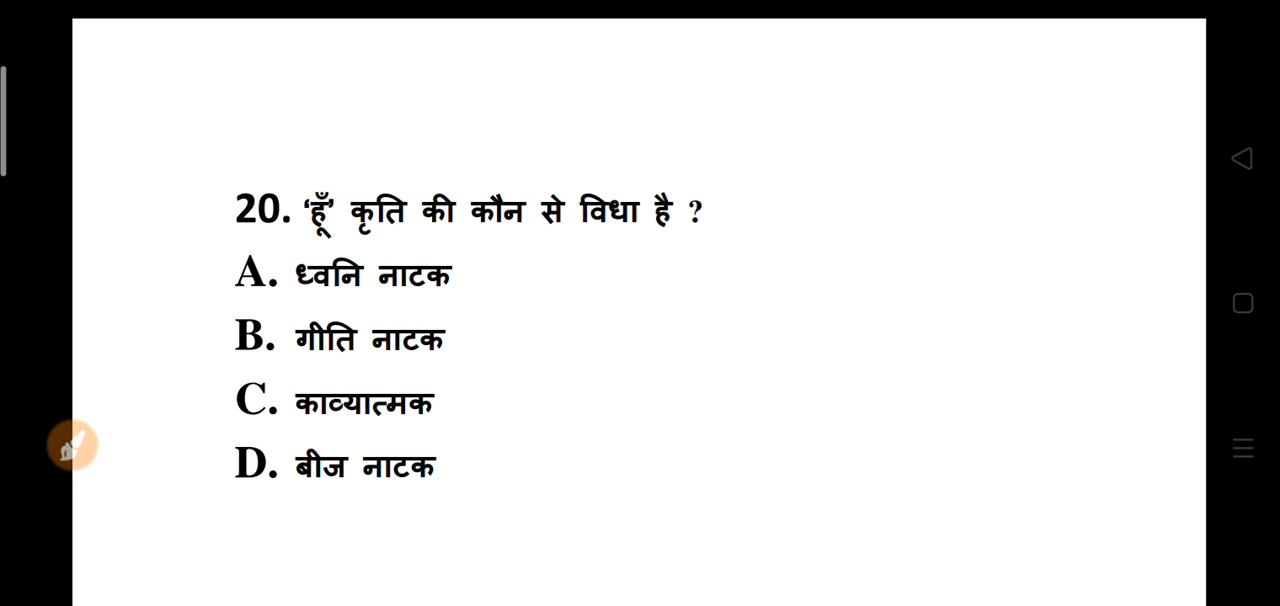 20. ‘हूँ’ कृति की कौन से विधा है ?
A. ध्वनि नाटक
B. गीति नाटक
C. काव्यात्मक
D. बीज नाटक